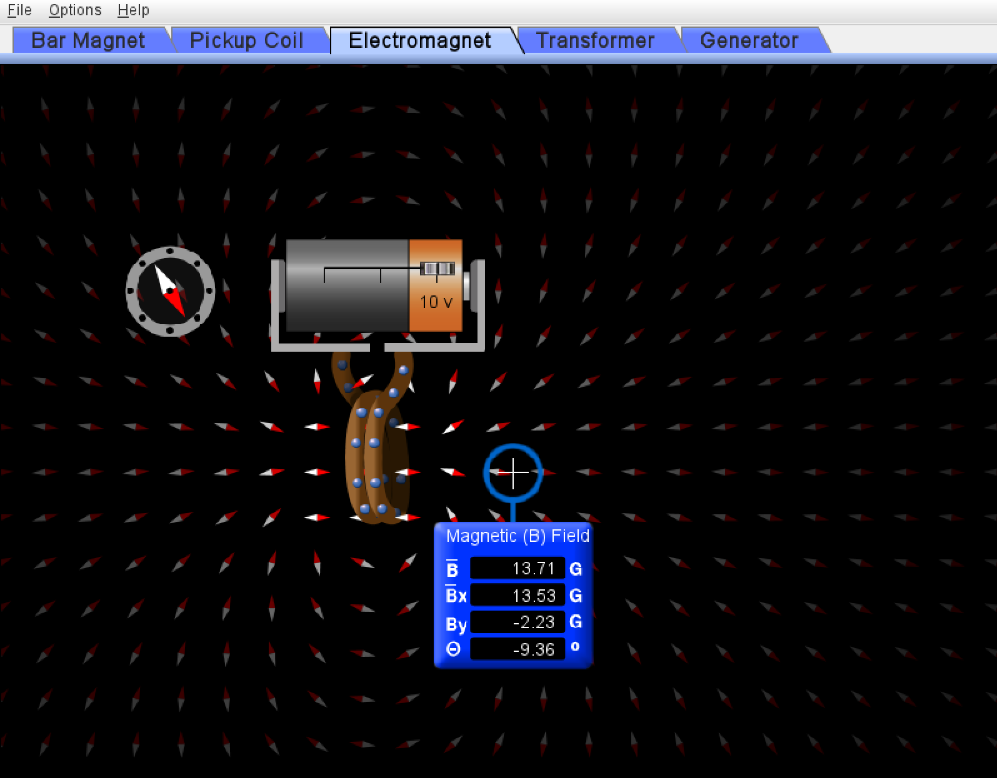 File Options Help
Bar Magnet Pickup Coil Electromagnet Transformer Generator
10 V
Magnetic (B) Field
B 13.71 G
Bx 13.53 G
By -2.23 G
Θ -9.36 º